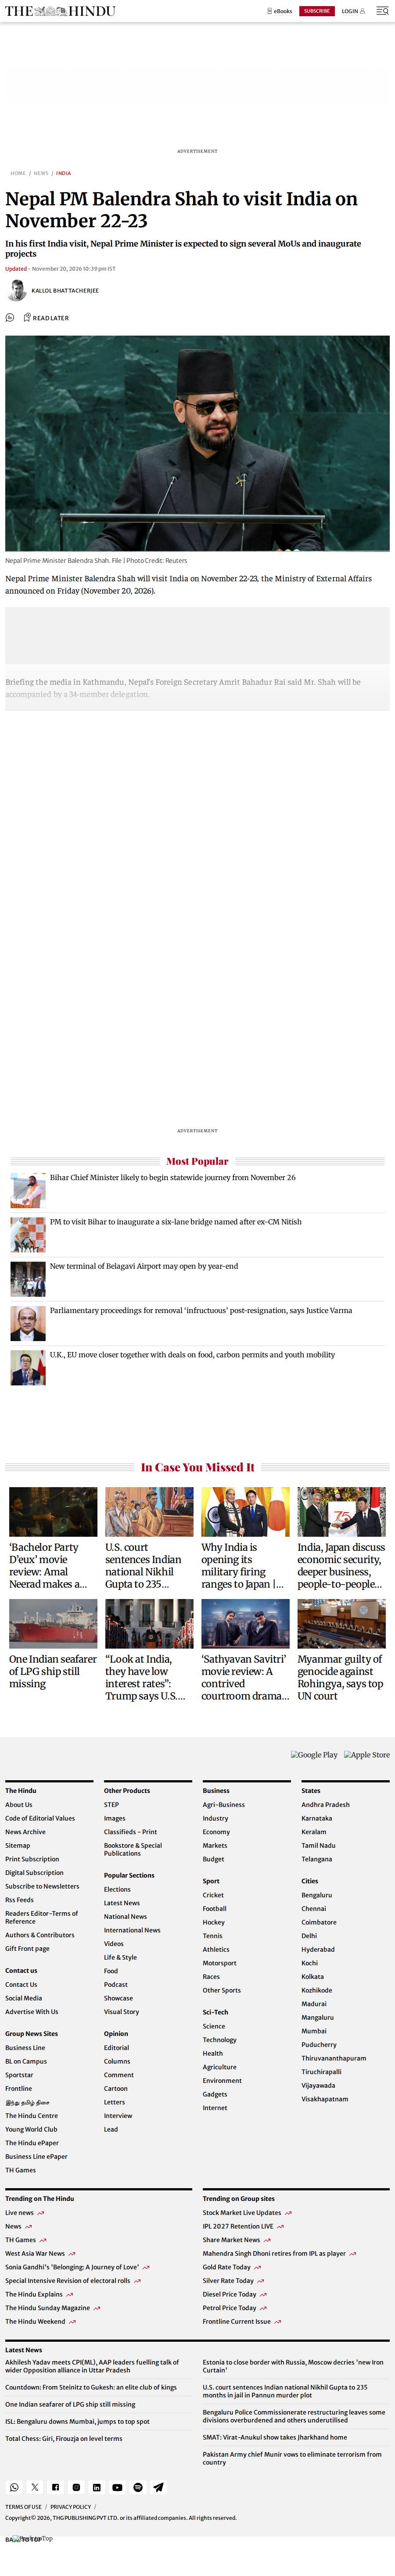 THE HINDU
eBooks
SUBSCRIBE
LOGIN
ADVERTISEMENT
HOME / NEWS / INDIA
Nepal PM Balendra Shah to visit India on
November 22-23
In his first India visit, Nepal Prime Minister is expected to sign several MoUs and inaugurate
projects
Updated - November 20, 2026 10:39 pm IST
KALLOL BHATTACHERJEE
READ LATER
Nepal Prime Minister Balendra Shah. File | Photo Credit: Reuters
Nepal Prime Minister Balendra Shah will visit India on November 22-23, the Ministry of External Affairs
announced on Friday (November 20, 2026).
Briefing the media in Kathmandu, Nepal's Foreign Secretary Amrit Bahadur Rai said Mr. Shah will be
accompanied by a 34-member delegation.
ADVERTISEMENT
Most Popular
Bihar Chief Minister likely to begin statewide journey from November 26
PM to visit Bihar to inaugurate a six-lane bridge named after ex-CM Nitish
New terminal of Belagavi Airport may open by year-end
Parliamentary proceedings for removal ‘infructuous’ post-resignation, says Justice Varma
U.K., EU move closer together with deals on food, carbon permits and youth mobility
In Case You Missed It
‘Bachelor Party
D’eux’ movie
review: Amal
Neerad makes a...
U.S. court
sentences Indian
national Nikhil
Gupta to 235...
Why India is
opening its
military firing
ranges to Japan |...
India, Japan discuss
economic security,
deeper business,
people-to-people...
One Indian seafarer
of LPG ship still
missing
“Look at India,
they have low
interest rates”:
Trump says U.S....
‘Sathyavan Savitri’
movie review: A
contrived
courtroom drama...
Myanmar guilty of
genocide against
Rohingya, says top
UN court
Google Play
Apple Store
The Hindu
About Us
Code of Editorial Values
News Archive
Sitemap
Print Subscription
Digital Subscription
Subscribe to Newsletters
Rss Feeds
Readers Editor-Terms of
Reference
Authors & Contributors
Gift Front page
Contact us
Contact Us
Social Media
Advertise With Us
Group News Sites
Business Line
BL on Campus
Sportstar
Frontline
இந்து தமிழ் திசை
The Hindu Centre
Young World Club
The Hindu ePaper
Business Line ePaper
TH Games
Other Products
STEP
Images
Classifieds - Print
Bookstore & Special
Publications
Popular Sections
Elections
Latest News
National News
International News
Videos
Life & Style
Food
Podcast
Showcase
Visual Story
Opinion
Editorial
Columns
Comment
Cartoon
Letters
Interview
Lead
Business
Agri-Business
Industry
Economy
Markets
Budget
Sport
Cricket
Football
Hockey
Tennis
Athletics
Motorsport
Races
Other Sports
Sci-Tech
Science
Technology
Health
Agriculture
Environment
Gadgets
Internet
States
Andhra Pradesh
Karnataka
Keralam
Tamil Nadu
Telangana
Cities
Bengaluru
Chennai
Coimbatore
Delhi
Hyderabad
Kochi
Kolkata
Kozhikode
Madurai
Mangaluru
Mumbai
Puducherry
Thiruvananthapuram
Tiruchirapalli
Vijayawada
Visakhapatnam
Trending on The Hindu
Live news
News
TH Games
West Asia War News
Sonia Gandhi's 'Belonging: A Journey of Love'
Special Intensive Revision of electoral rolls
The Hindu Explains
The Hindu Sunday Magazine
The Hindu Weekend
Trending on Group sites
Stock Market Live Updates
IPL 2027 Retention LIVE
Share Market News
Mahendra Singh Dhoni retires from IPL as player
Gold Rate Today
Silver Rate Today
Diesel Price Today
Petrol Price Today
Frontline Current Issue
Latest News
Akhilesh Yadav meets CPI(ML), AAP leaders fuelling talk of
wider Opposition alliance in Uttar Pradesh
Countdown: From Steinitz to Gukesh: an elite club of kings
One Indian seafarer of LPG ship still missing
ISL: Bengaluru downs Mumbai, jumps to top spot
Total Chess: Giri, Firouzja on level terms
Estonia to close border with Russia, Moscow decries 'new Iron
Curtain'
U.S. court sentences Indian national Nikhil Gupta to 235
months in jail in Pannun murder plot
Bengaluru Police Commissionerate restructuring leaves some
divisions overburdened and others underutilised
SMAT: Virat-Anukul show takes Jharkhand home
Pakistan Army chief Munir vows to eliminate terrorism from
country
TERMS OF USE / PRIVACY POLICY /
Copyright© 2026, THG PUBLISHING PVT LTD. or its affiliated companies. All rights reserved.
BACK TO TOP